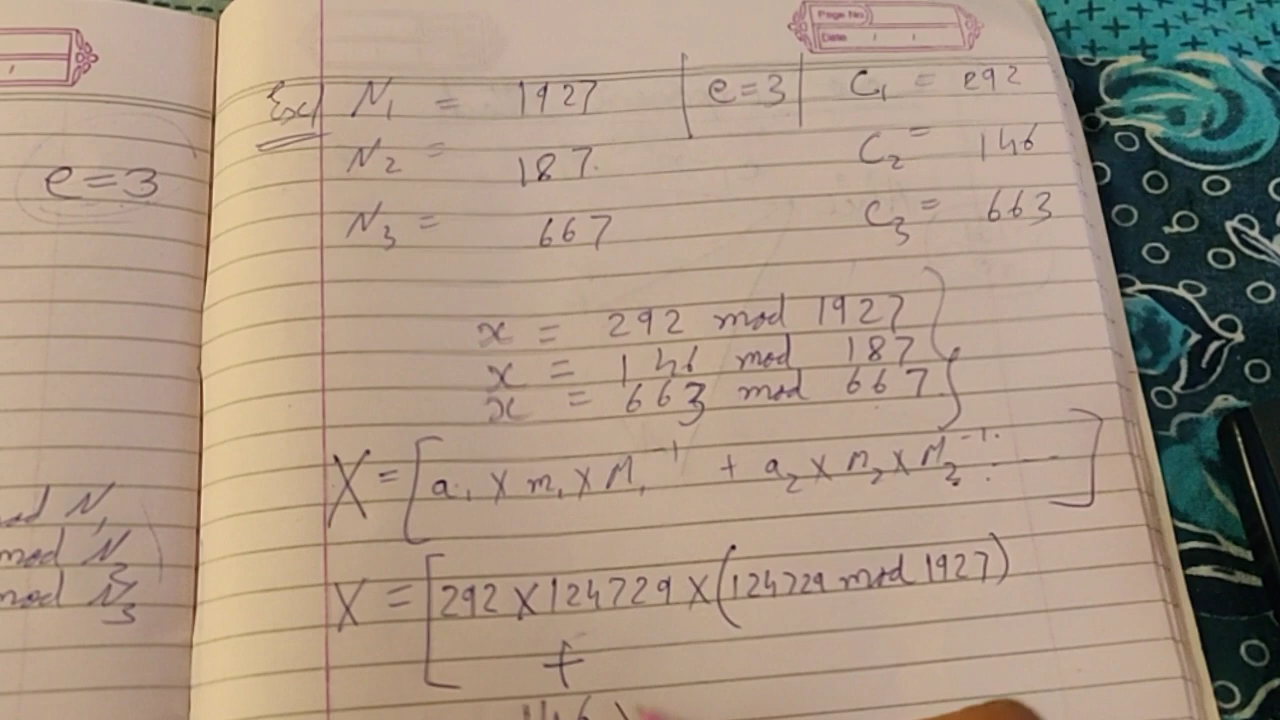 Page No.
Date / /
Ex/ N₁ = 1927 | e=3 | C₁ = 292
N₂ = 187. C₂ = 146
e=3
N₃ = 667 C₃ = 663
x = 292 mod 1927
x = 146 mod 187
x = 663 mod 667
X = [a₁ × m₁ × M₁⁻¹ + a₂ × M₂ × M₂⁻¹ - - - ]
mod N₁
mod N₂
mod N₃
X = [292 × 124729 × (124729 mod 1927)
+
146